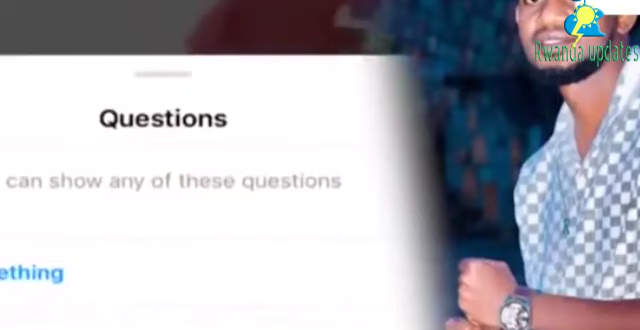 Rwanda updates
Questions
can show any of these questions
ething